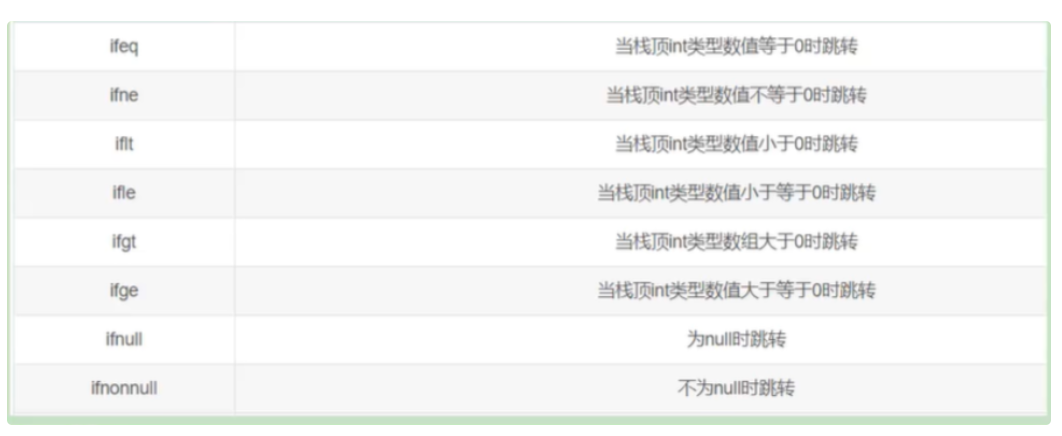 ifeq 当栈顶int类型数值等于0时跳转
ifne 当栈顶int类型数值不等于0时跳转
iflt 当栈顶int类型数值小于0时跳转
ifle 当栈顶int类型数值小于等于0时跳转
ifgt 当栈顶int类型数组大于0时跳转
ifge 当栈顶int类型数值大于等于0时跳转
ifnull 为null时跳转
ifnonnull 不为null时跳转